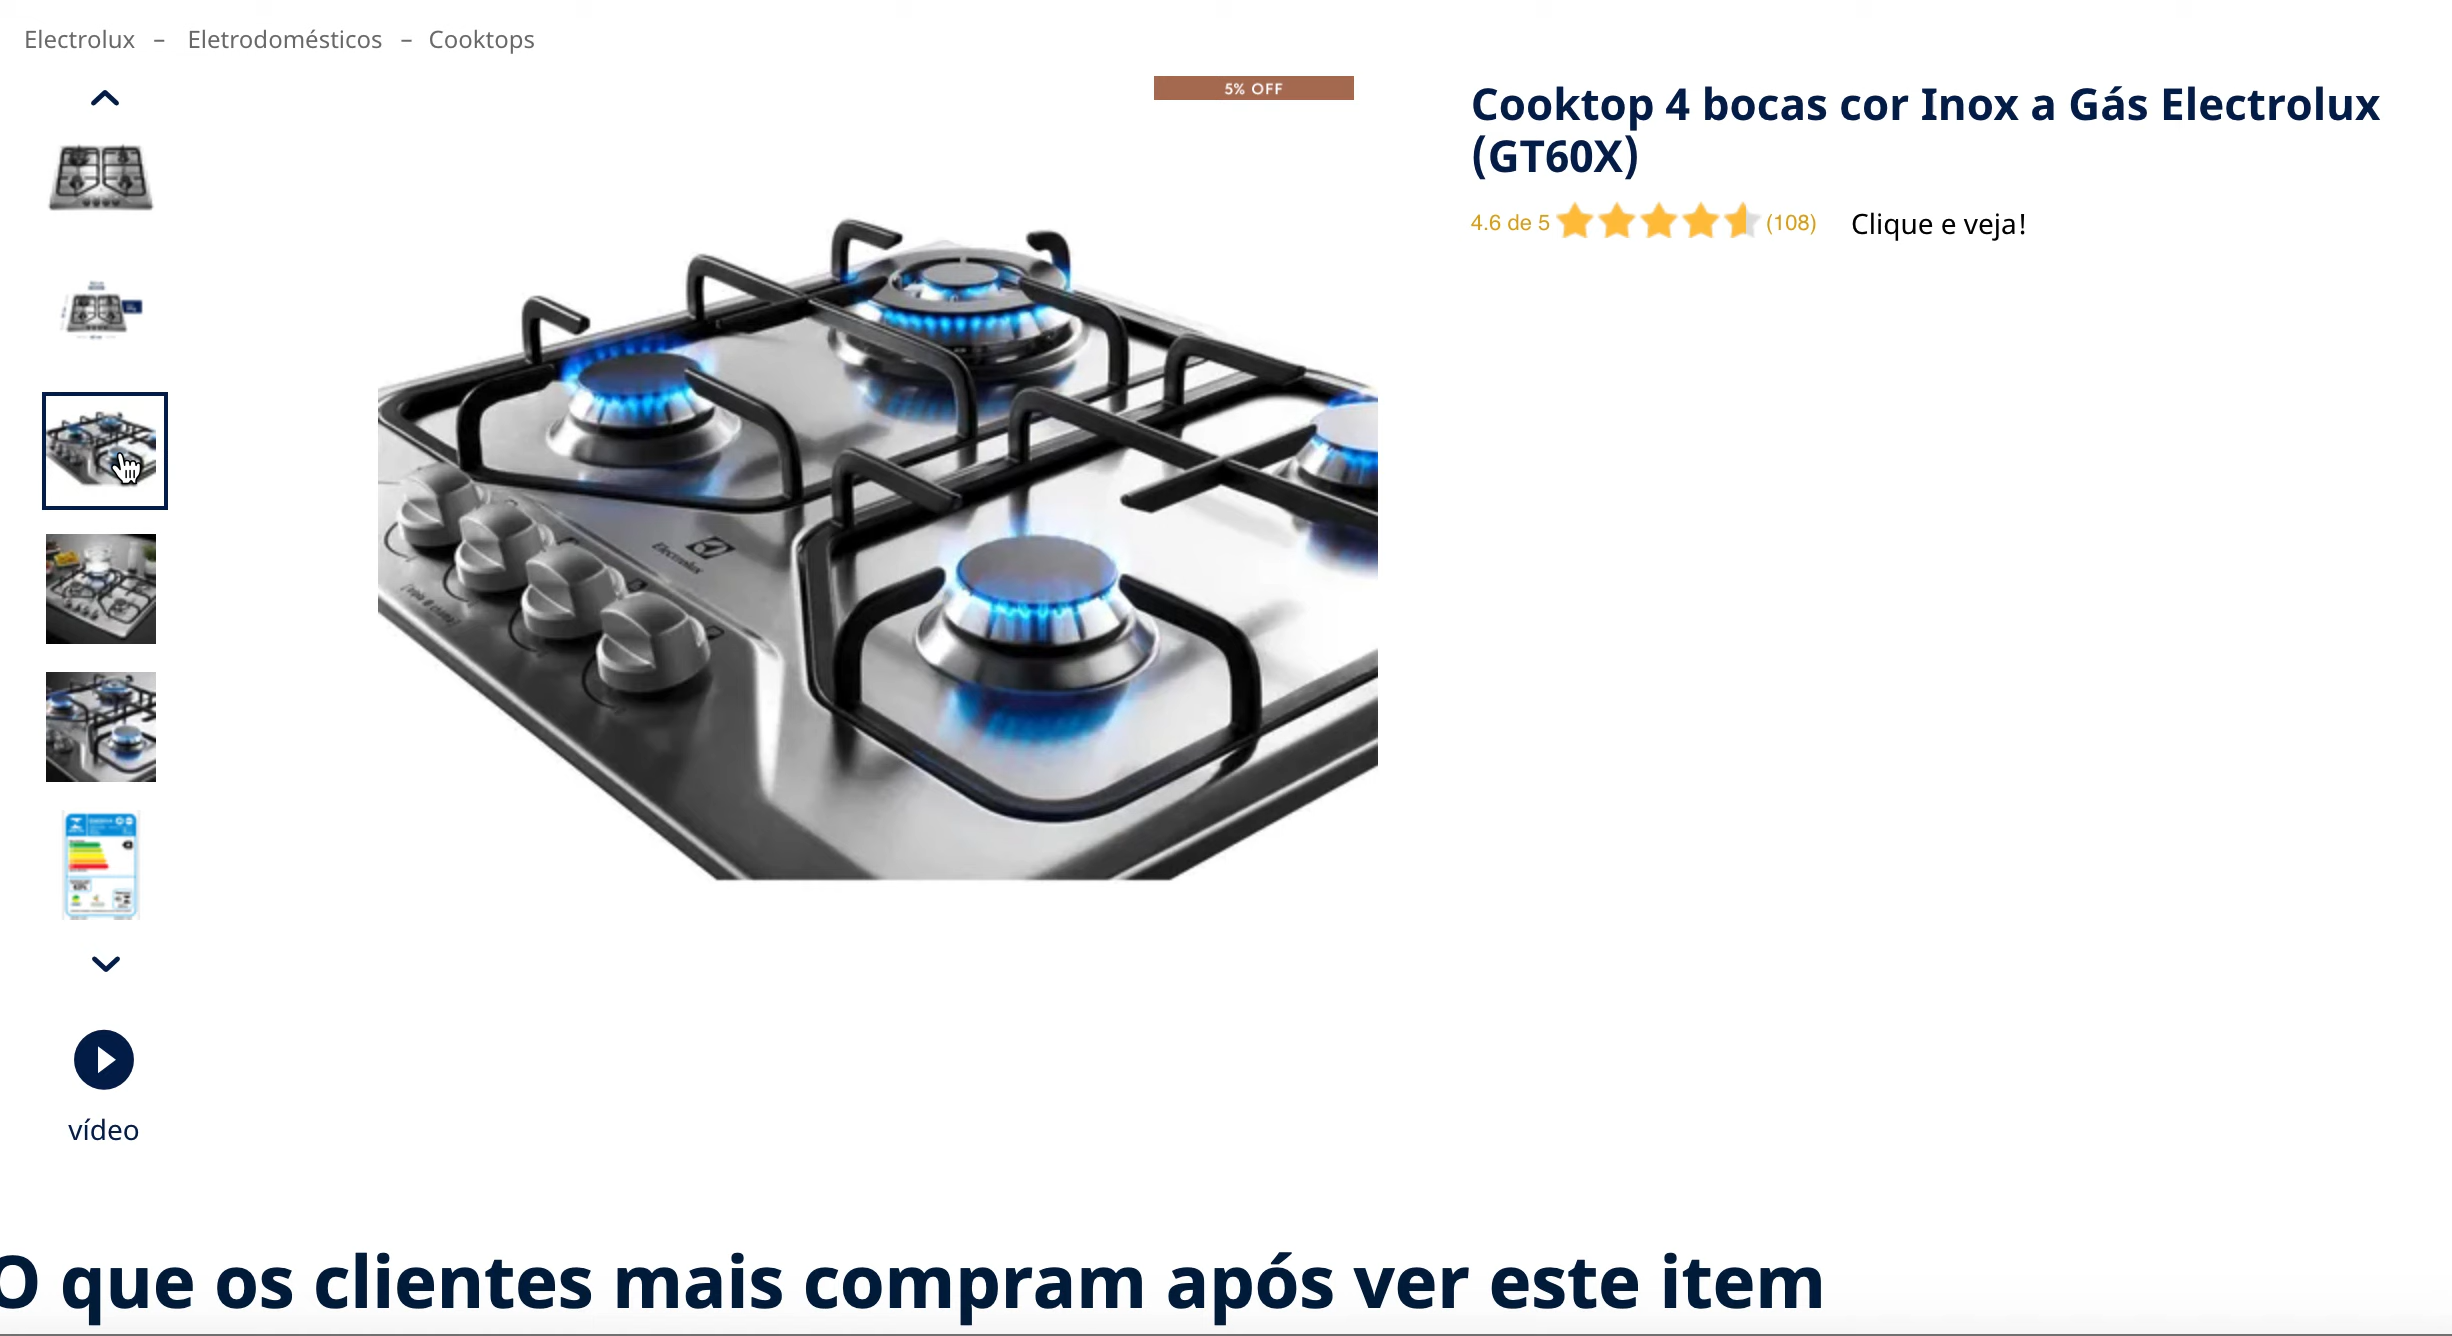 Electrolux – Eletrodomésticos – Cooktops
5% OFF
Cooktop 4 bocas cor Inox a Gás Electrolux
(GT60X)
4.6 de 5 (108) Clique e veja!
Electrolux
vídeo
O que os clientes mais compram após ver este item